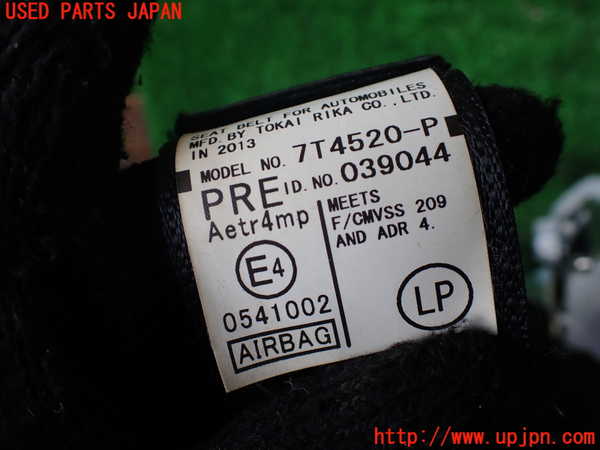 USED PARTS JAPAN
SEAT BELT FOR AUTOMOBILES
MFD. BY TOKAI RIKA CO., LTD.
IN 2013
MODEL NO. 7T4520-P
PRE ID. NO. 039044
Aetr4mp
MEETS
F/CMVSS 209
AND ADR 4.
E4
0541002
LP
AIRBAG
http://www.upjpn.com/